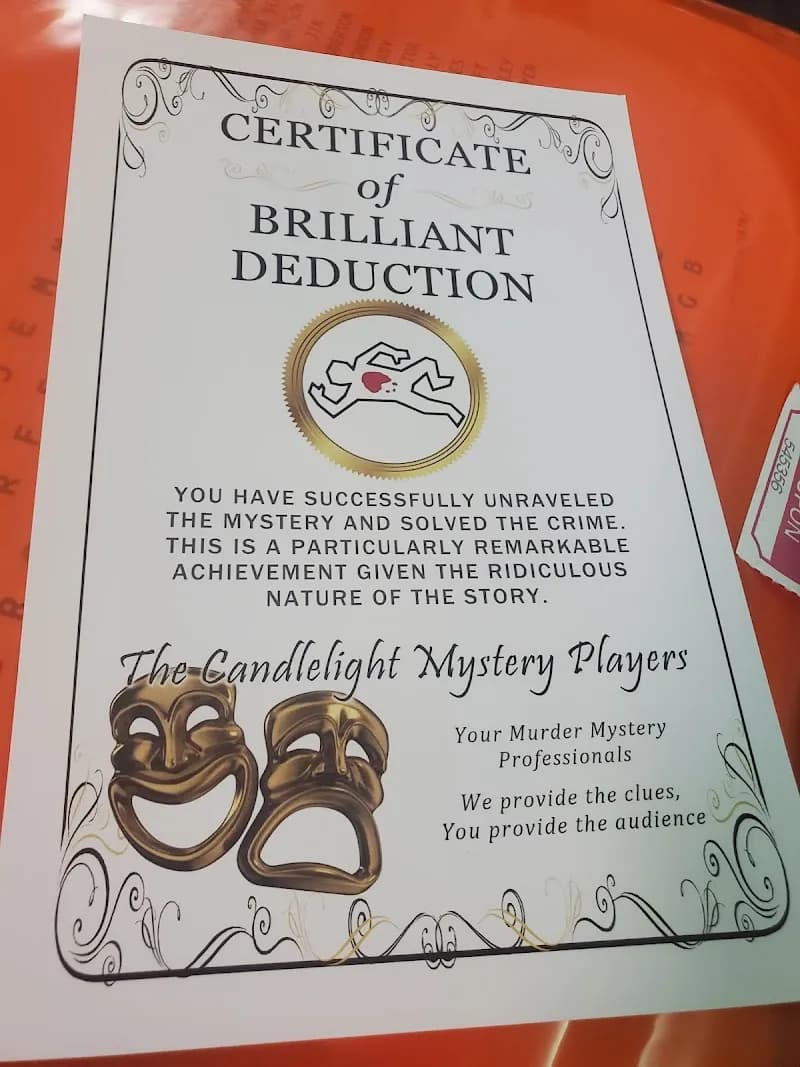 CERTIFICATE
of
BRILLIANT
DEDUCTION
YOU HAVE SUCCESSFULLY UNRAVELED
THE MYSTERY AND SOLVED THE CRIME.
THIS IS A PARTICULARLY REMARKABLE
ACHIEVEMENT GIVEN THE RIDICULOUS
NATURE OF THE STORY.
The Candlelight Mystery Players
Your Murder Mystery
Professionals
We provide the clues,
You provide the audience
545356